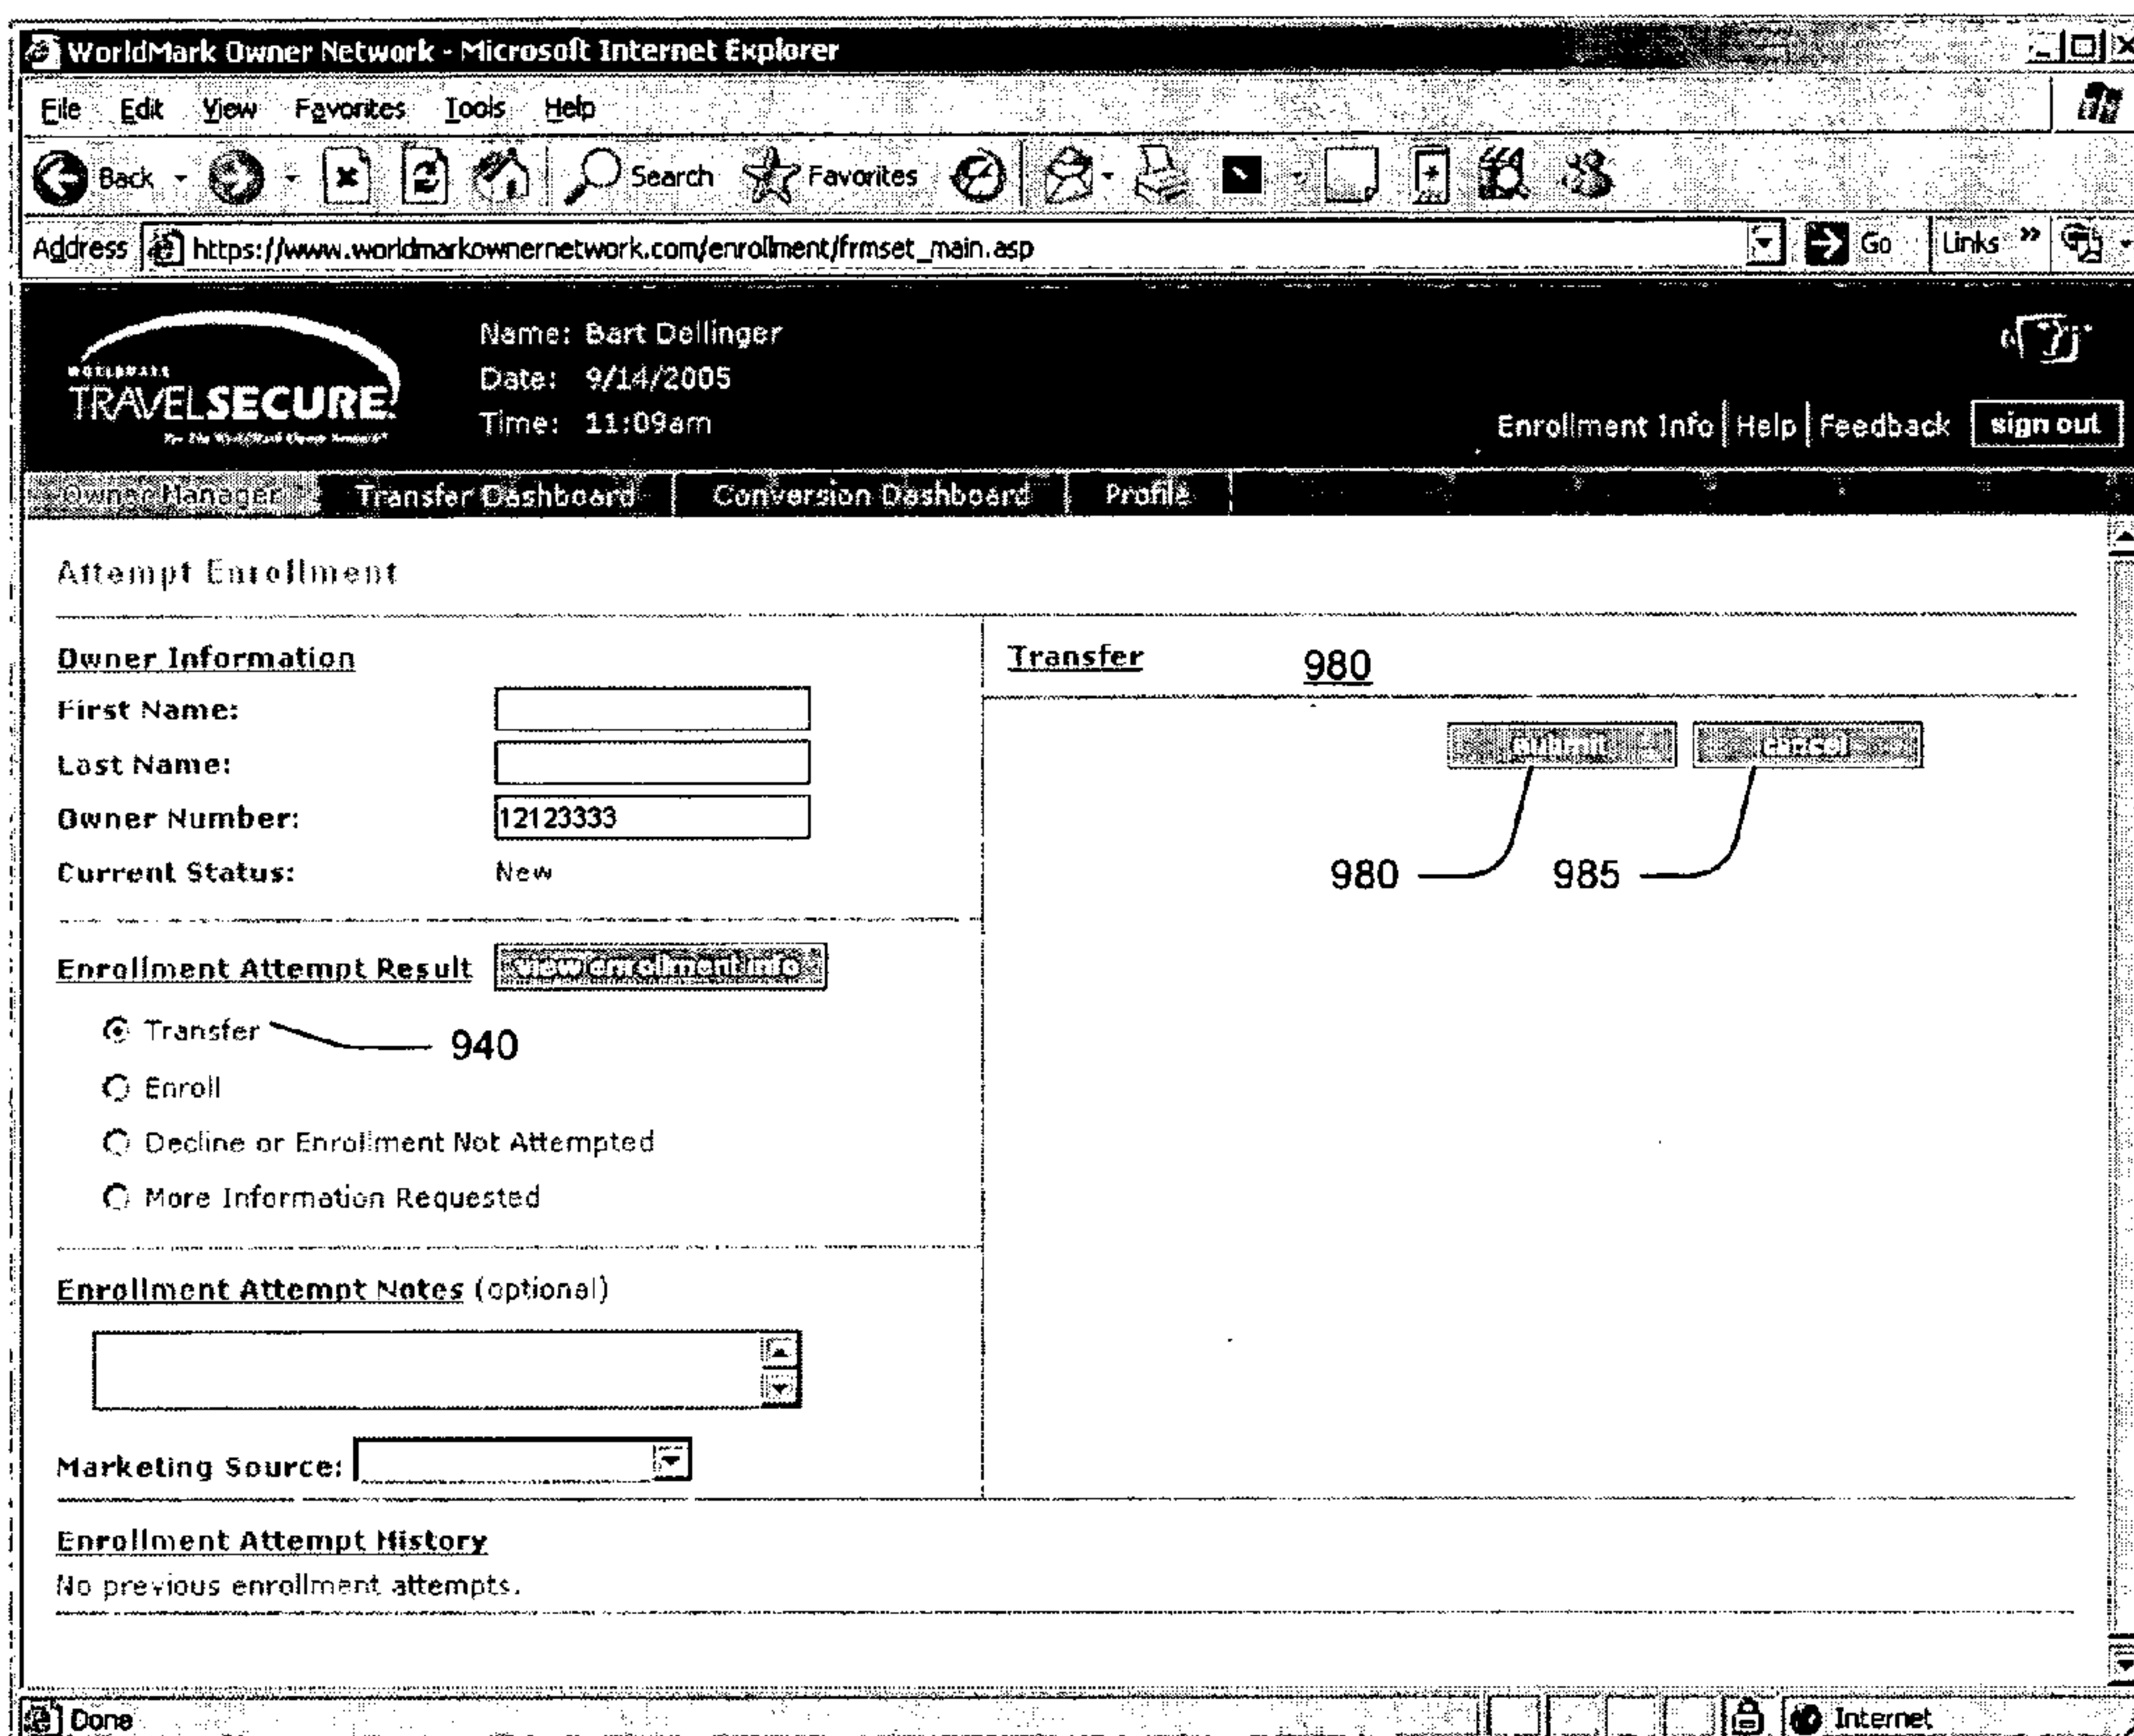 WorldMark Owner Network - Microsoft Internet Explorer
File Edit View Favorites Tools Help
Back Search Favorites
Address https://www.worldmarkownernetwork.com/enrollment/frmset_main.asp Go Links »
WORLDMARK
TRAVELSECURE
Name: Bart Dellinger
Date: 9/14/2005
Time: 11:09am
Enrollment Info | Help | Feedback sign out
Owner Manager Transfer Dashboard Conversion Dashboard Profile
Attempt Enrollment
Owner Information
First Name:
Last Name:
Owner Number: 12123333
Current Status: New
Transfer 980
submit cancel
980 985
Enrollment Attempt Result view enrollment info
Transfer 940
Enroll
Decline or Enrollment Not Attempted
More Information Requested
Enrollment Attempt Notes (optional)
Marketing Source:
Enrollment Attempt History
No previous enrollment attempts.
Done Internet